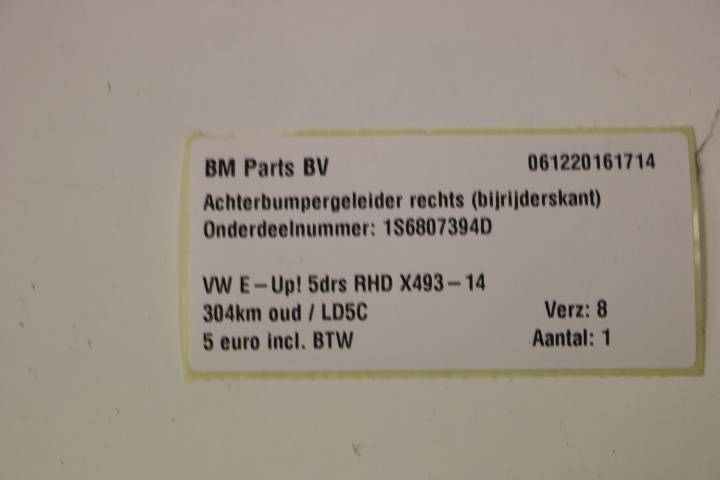 BM Parts BV 061220161714
Achterbumpergeleider rechts (bijrijderskant)
Onderdeelnummer: 1S6807394D
VW E-Up! 5drs RHD X493-14
304km oud / LD5C Verz: 8
5 euro incl. BTW Aantal: 1